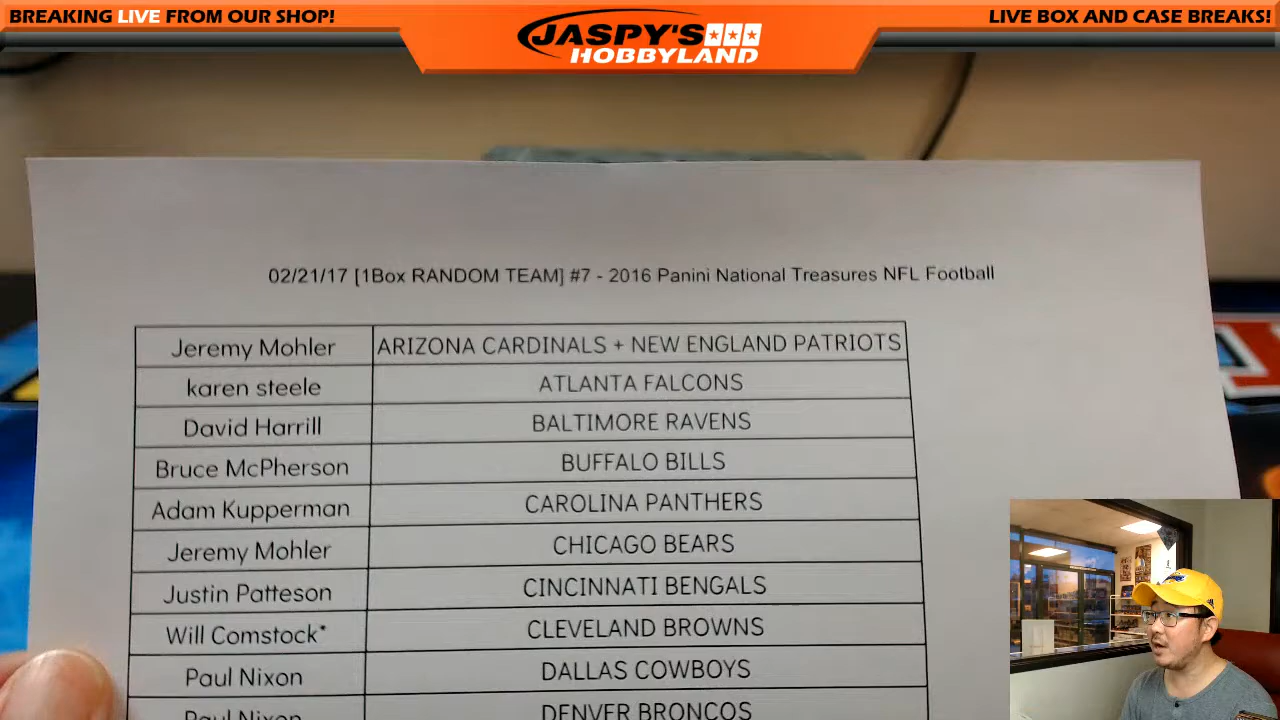 BREAKING LIVE FROM OUR SHOP!
JASPY'S
HOBBYLAND
LIVE BOX AND CASE BREAKS!
02/21/17 [1Box RANDOM TEAM] #7 - 2016 Panini National Treasures NFL Football
Jeremy Mohler ARIZONA CARDINALS + NEW ENGLAND PATRIOTS
karen steele ATLANTA FALCONS
David Harrill BALTIMORE RAVENS
Bruce McPherson BUFFALO BILLS
Adam Kupperman CAROLINA PANTHERS
Jeremy Mohler CHICAGO BEARS
Justin Patteson CINCINNATI BENGALS
Will Comstock* CLEVELAND BROWNS
Paul Nixon DALLAS COWBOYS
Paul Nixon DENVER BRONCOS